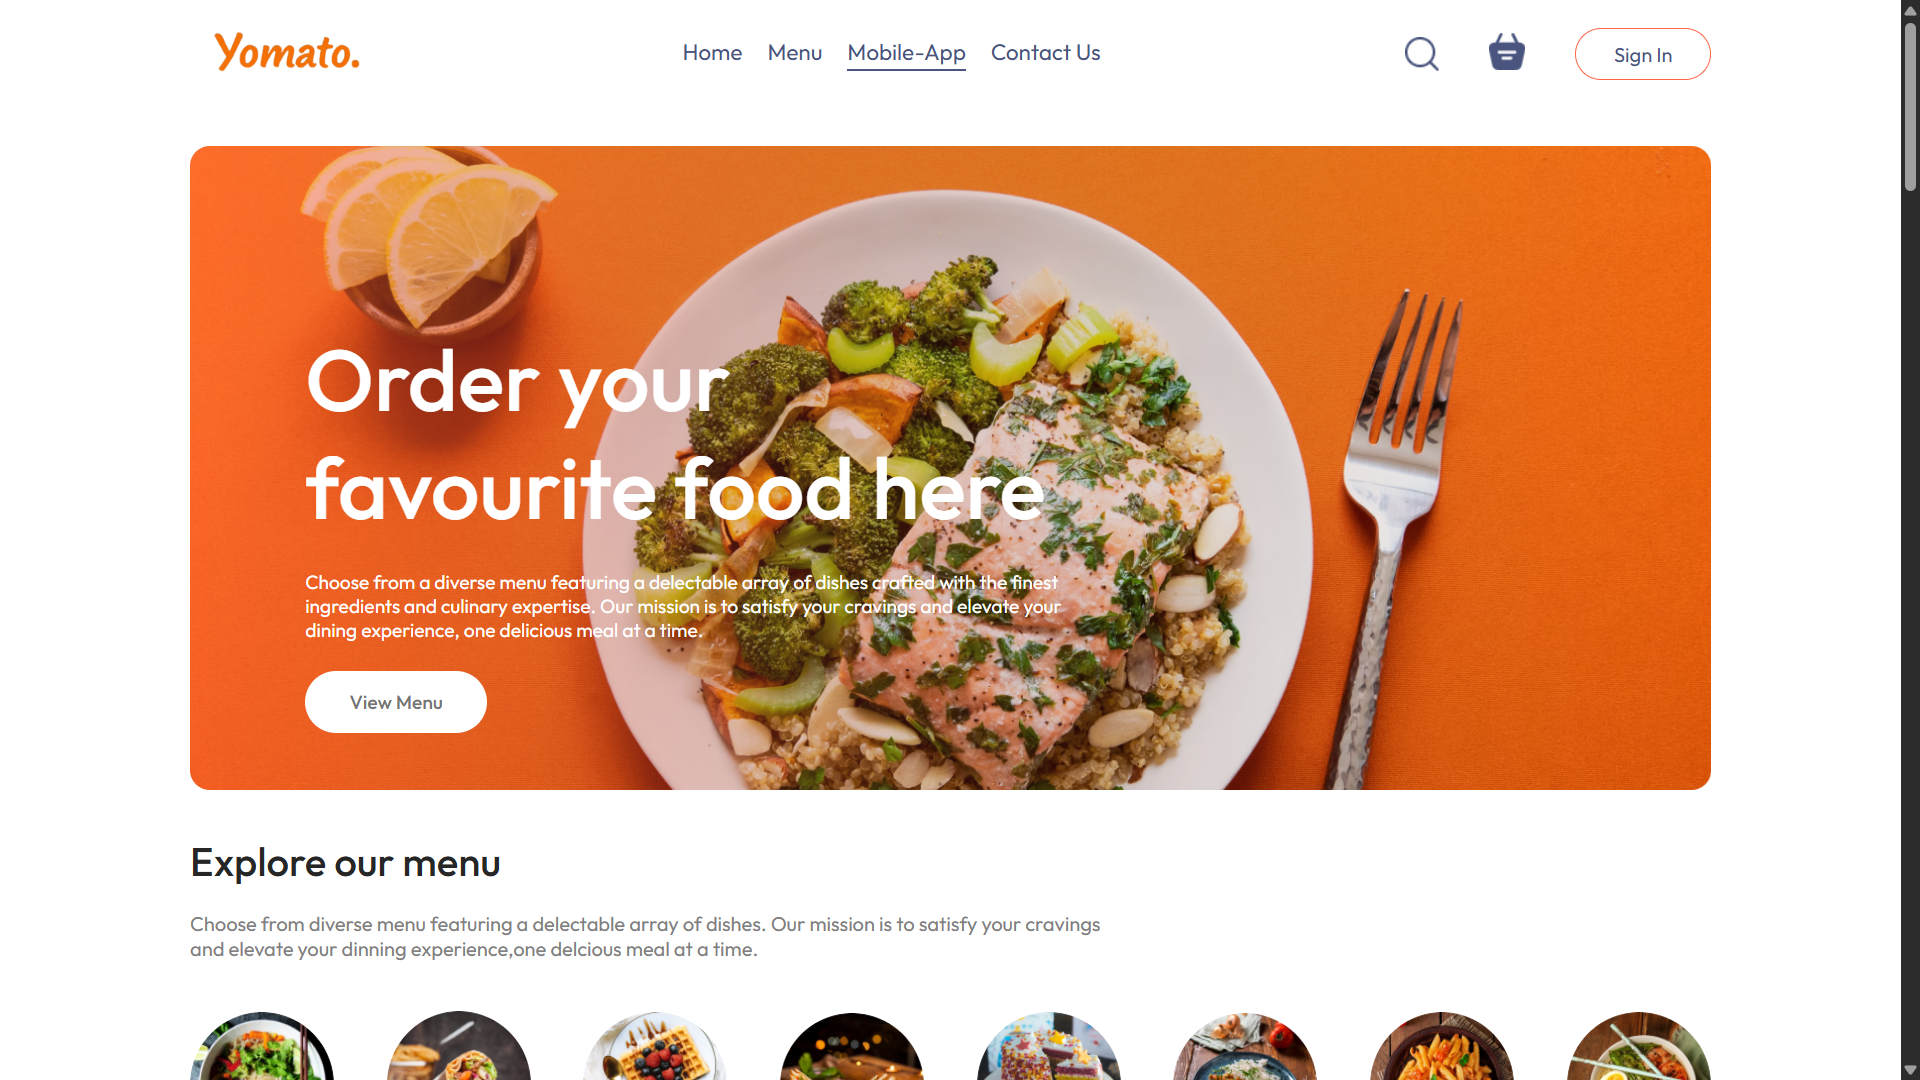 Yomato.
Home Menu Mobile-App Contact Us
Sign In
Order your
favourite food here
Choose from a diverse menu featuring a delectable array of dishes crafted with the finest
ingredients and culinary expertise. Our mission is to satisfy your cravings and elevate your
dining experience, one delicious meal at a time.
View Menu
Explore our menu
Choose from diverse menu featuring a delectable array of dishes. Our mission is to satisfy your cravings
and elevate your dinning experience,one delcious meal at a time.